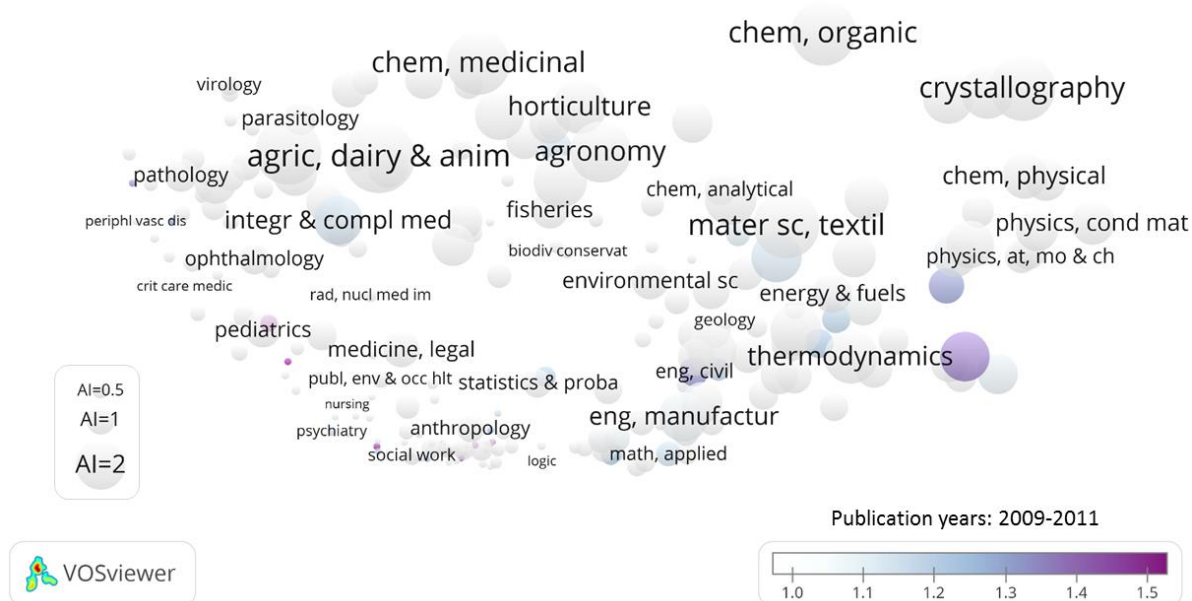 chem, organic
chem, medicinal
virology
crystallography
horticulture
parasitology
agric, dairy & anim
agronomy
pathology
chem, physical
chem, analytical
fisheries
periphl vasc dis
integr & compl med
mater sc, textil
physics, cond mat
biodiv conservat
ophthalmology
physics, at, mo & ch
environmental sc
crit care medic
rad, nucl med im
energy & fuels
geology
pediatrics
medicine, legal
thermodynamics
eng, civil
publ, env & occ hlt
statistics & proba
AI=0.5
nursing
AI=1
eng, manufactur
psychiatry
anthropology
social work
logic
math, applied
AI=2
Publication years: 2009-2011
VOSviewer
1.0 1.1 1.2 1.3 1.4 1.5